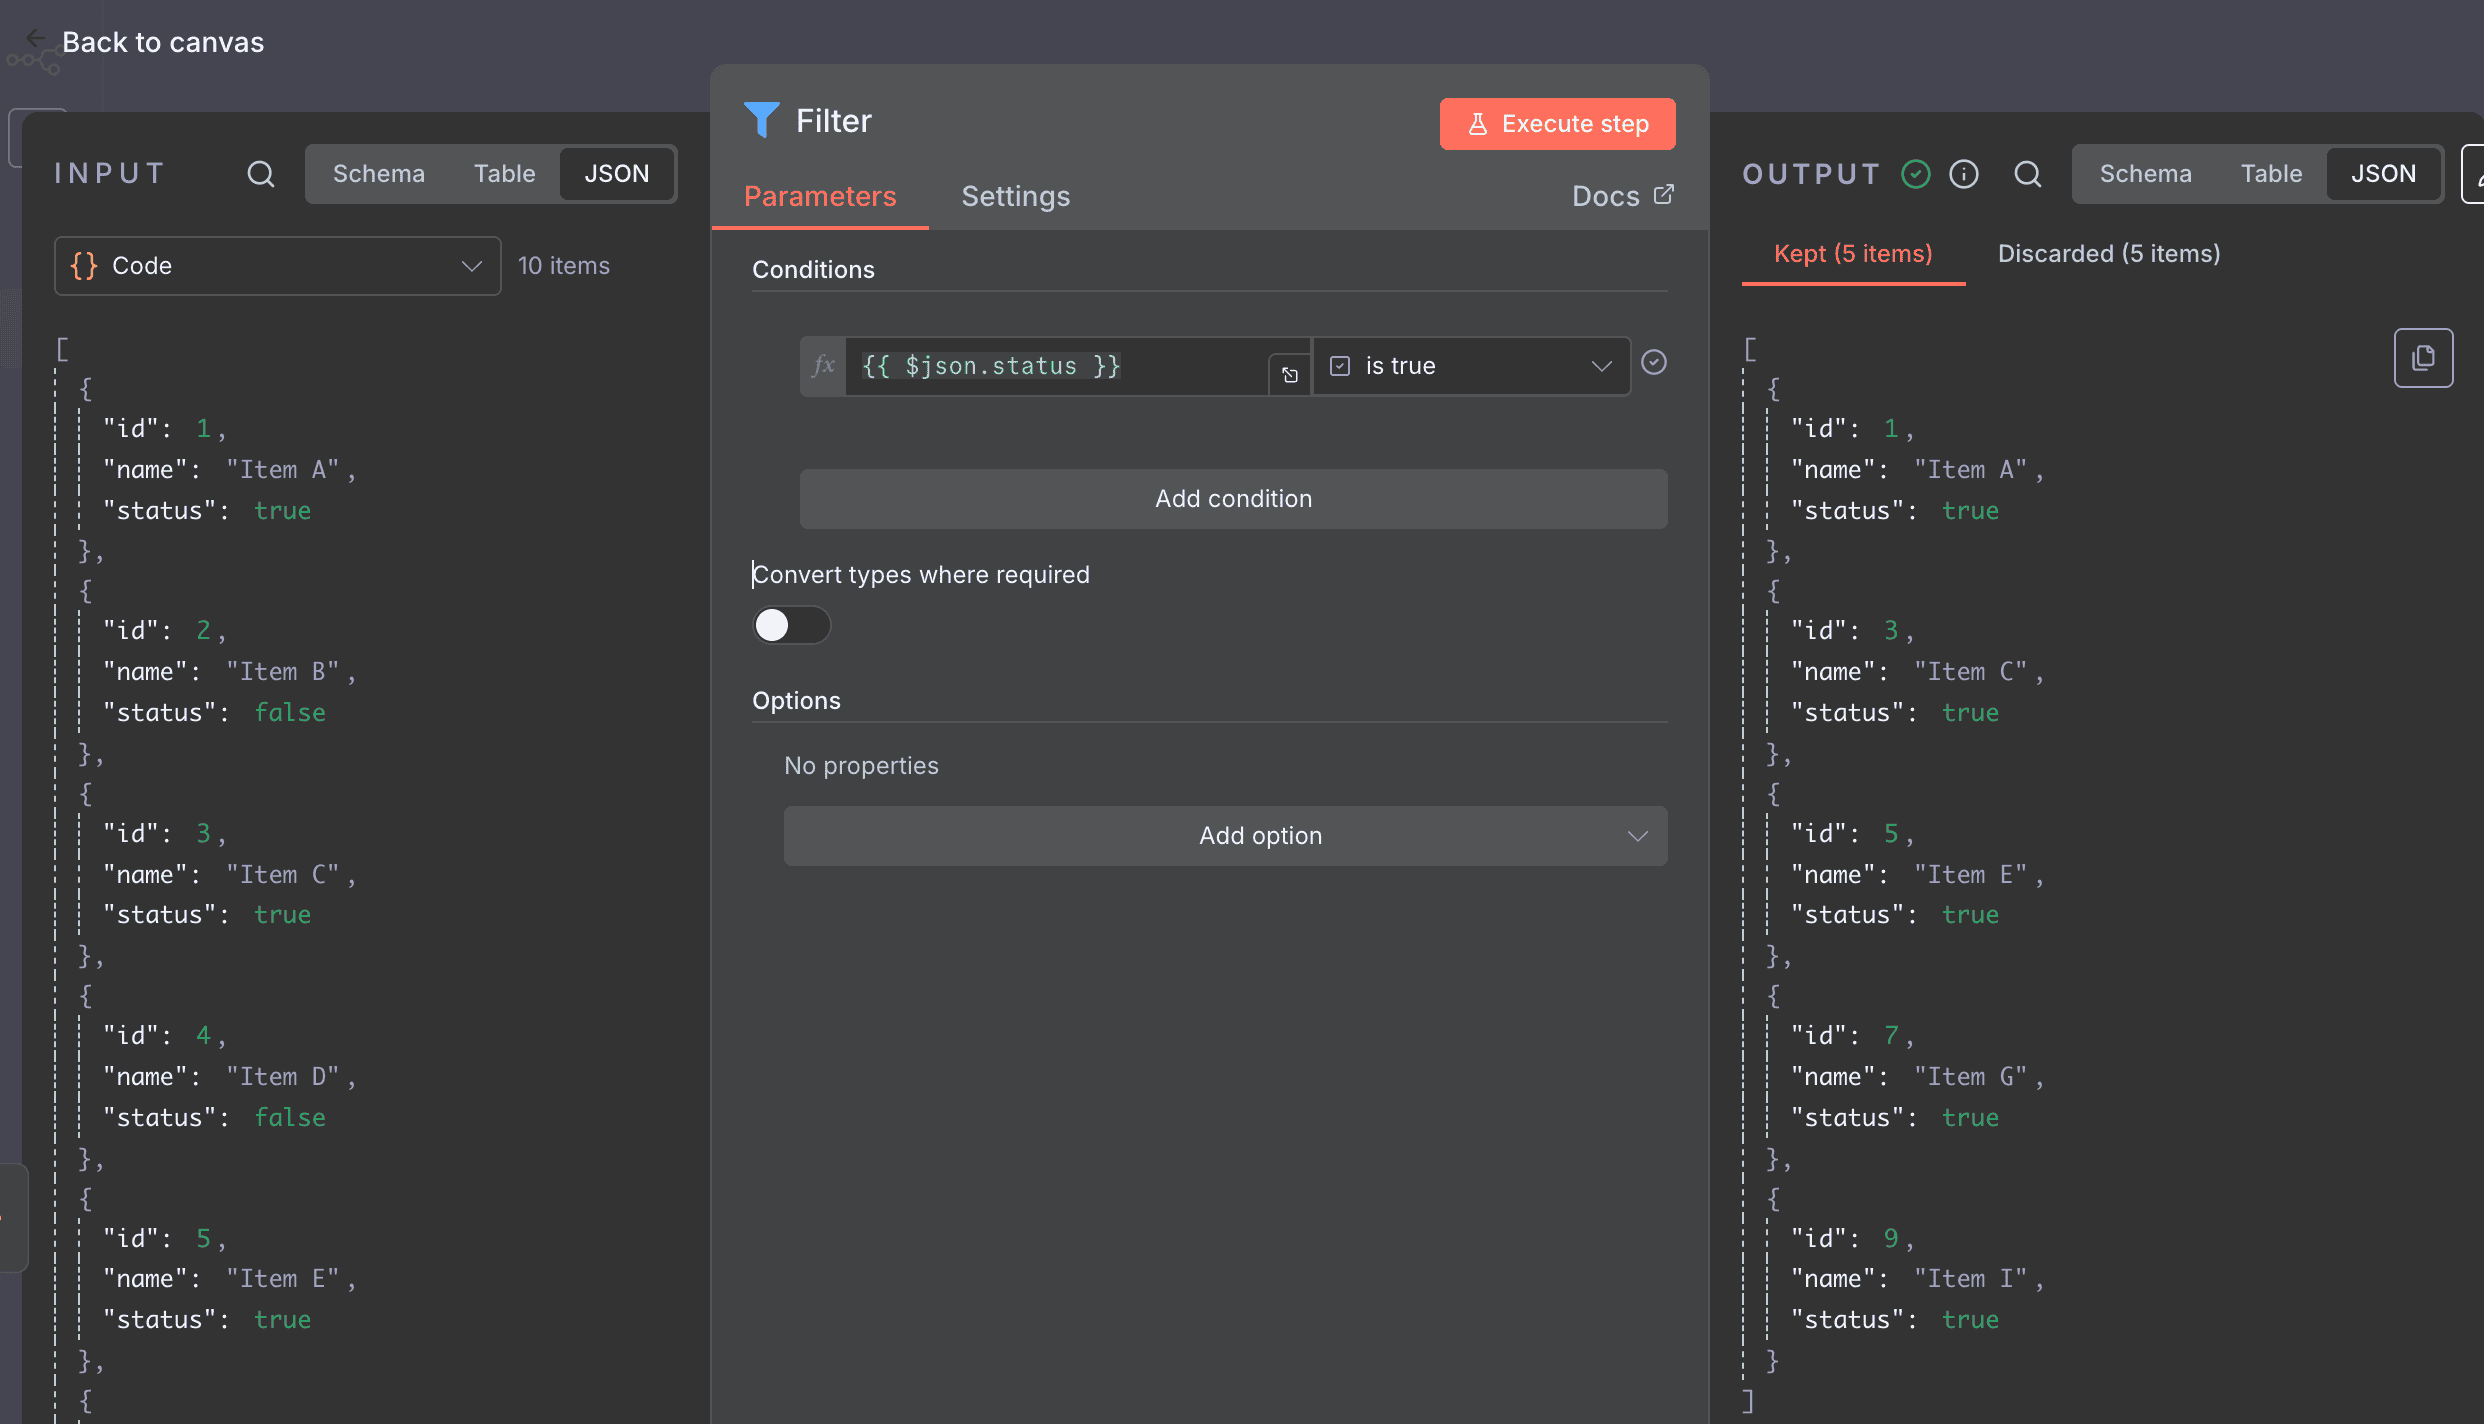 Back to canvas
INPUT
Schema Table JSON
{} Code 10 items
[
{
"id": 1,
"name": "Item A",
"status": true
},
{
"id": 2,
"name": "Item B",
"status": false
},
{
"id": 3,
"name": "Item C",
"status": true
},
{
"id": 4,
"name": "Item D",
"status": false
},
{
"id": 5,
"name": "Item E",
"status": true
},
{
Filter
Execute step
Parameters Settings Docs
Conditions
fx {{ $json.status }} is true
Add condition
Convert types where required
Options
No properties
Add option
OUTPUT
Schema Table JSON
Kept (5 items) Discarded (5 items)
[
{
"id": 1,
"name": "Item A",
"status": true
},
{
"id": 3,
"name": "Item C",
"status": true
},
{
"id": 5,
"name": "Item E",
"status": true
},
{
"id": 7,
"name": "Item G",
"status": true
},
{
"id": 9,
"name": "Item I",
"status": true
}
]